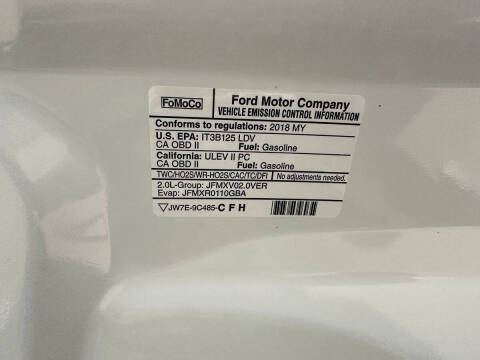 FoMoCo
Ford Motor Company
VEHICLE EMISSION CONTROL INFORMATION
Conforms to regulations: 2018 MY
U.S. EPA: IT3B125 LDV
CA OBD II Fuel: Gasoline
California: ULEV II PC
CA OBD II Fuel: Gasoline
TWC/HO2S/WR-HO2S/CAC/TC/DFI No adjustments needed.
2.0L-Group: JFMXV02.0VER
Evap: JFMXR0110GBA
JW7E-9C485-C F H